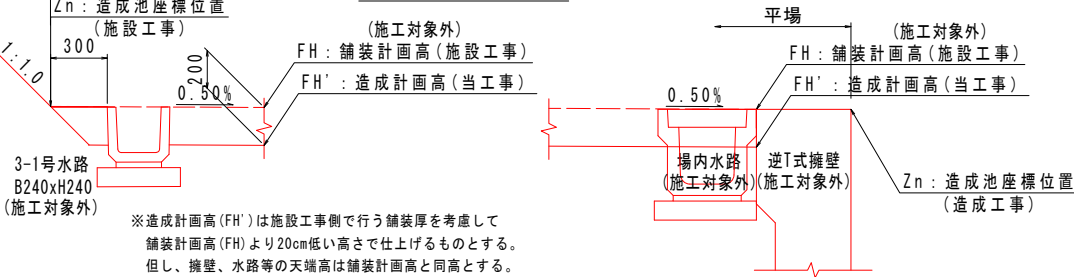 Zn：造成池座標位置
(施設工事)
300
1:1.0
200
0.50%
(施工対象外)
FH：舗装計画高(施設工事)
FH'：造成計画高(当工事)
3-1号水路
B240xH240
(施工対象外)
※造成計画高(FH')は施設工事側で行う舗装厚を考慮して
舗装計画高(FH)より20cm低い高さで仕上げるものとする。
但し、擁壁、水路等の天端高は舗装計画高と同高とする。
平場
(施工対象外)
FH：舗装計画高(施設工事)
FH'：造成計画高(当工事)
0.50%
場内水路
(施工対象外)
逆T式擁壁
(施工対象外)
Zn：造成池座標位置
(造成工事)